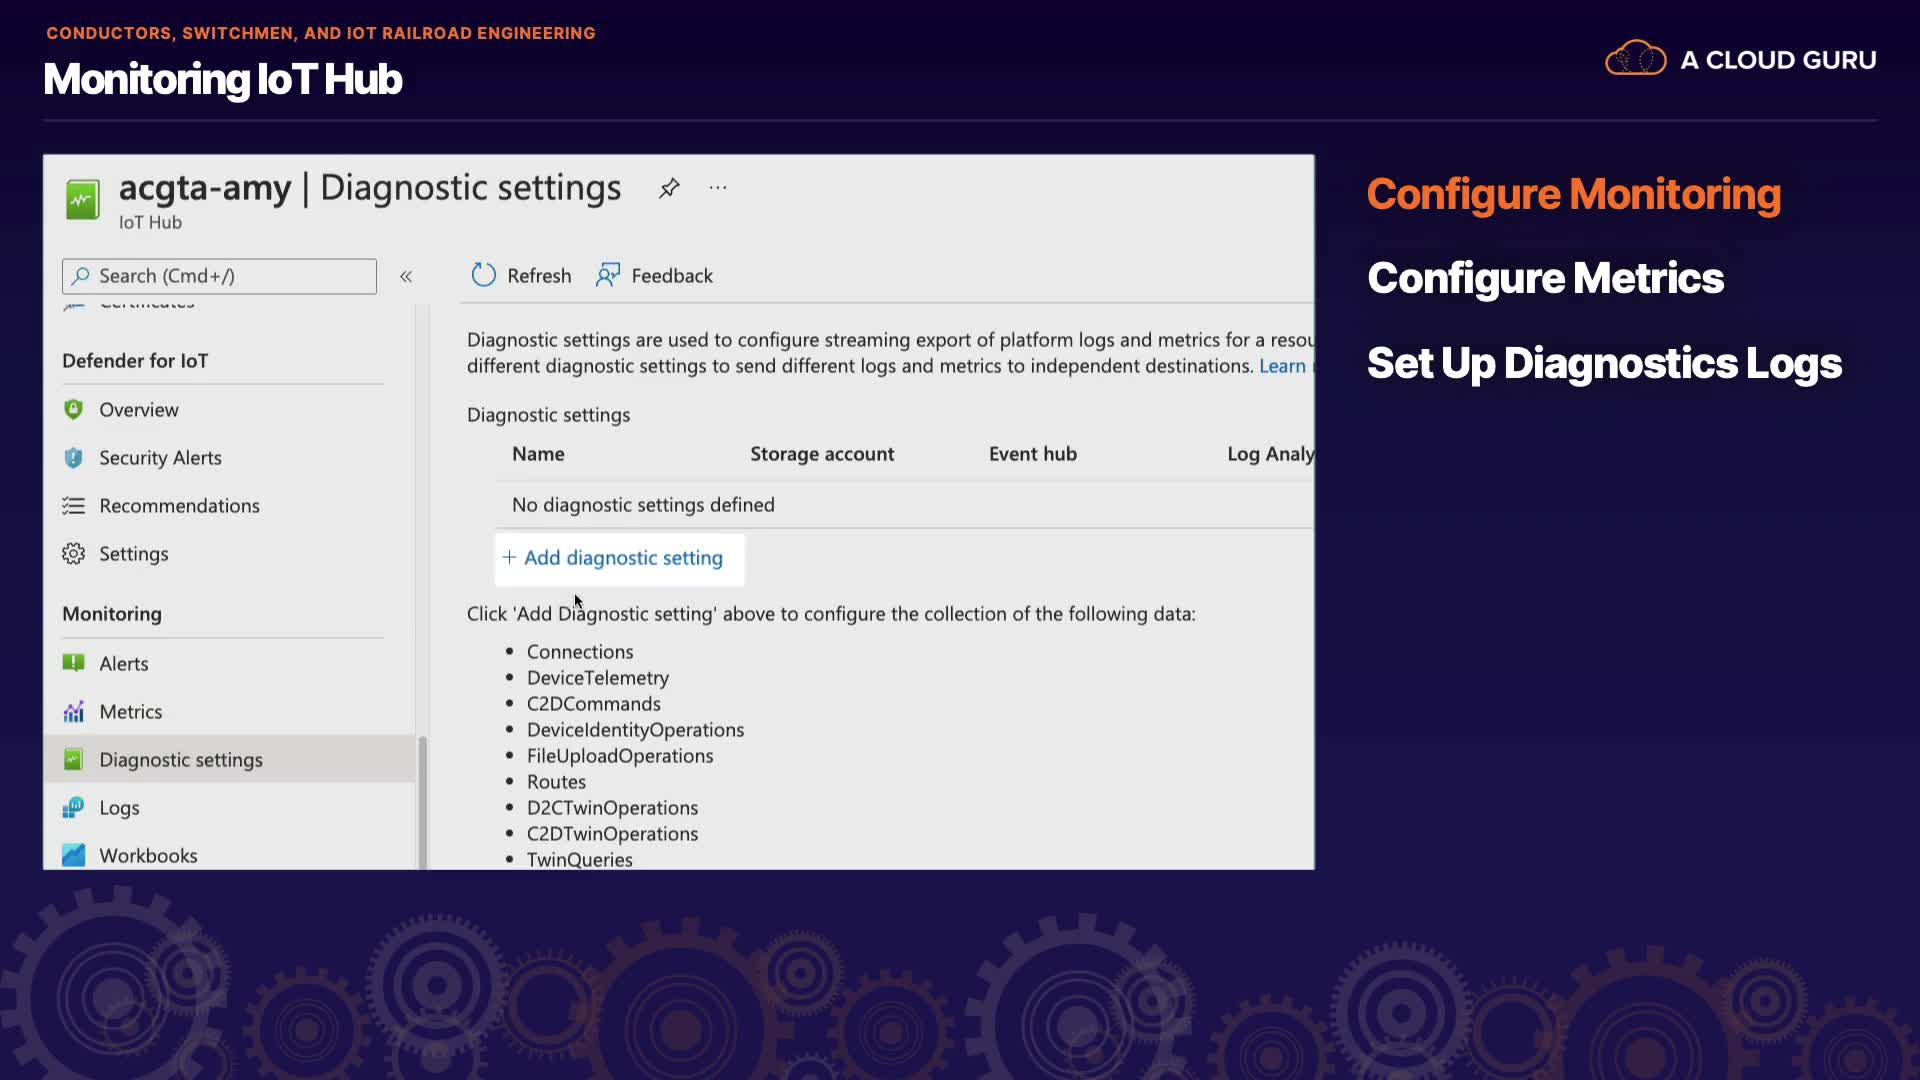 CONDUCTORS, SWITCHMEN, AND IOT RAILROAD ENGINEERING
Monitoring IoT Hub
A CLOUD GURU
acgta-amy | Diagnostic settings
IoT Hub
Search (Cmd+/)
Certificates
Defender for IoT
Overview
Security Alerts
Recommendations
Settings
Monitoring
Alerts
Metrics
Diagnostic settings
Logs
Workbooks
Refresh
Feedback
Diagnostic settings are used to configure streaming export of platform logs and metrics for a resou
different diagnostic settings to send different logs and metrics to independent destinations. Learn
Diagnostic settings
Name Storage account Event hub Log Analy
No diagnostic settings defined
+ Add diagnostic setting
Click 'Add Diagnostic setting' above to configure the collection of the following data:
• Connections
• DeviceTelemetry
• C2DCommands
• DeviceIdentityOperations
• FileUploadOperations
• Routes
• D2CTwinOperations
• C2DTwinOperations
• TwinQueries
Configure Monitoring
Configure Metrics
Set Up Diagnostics Logs